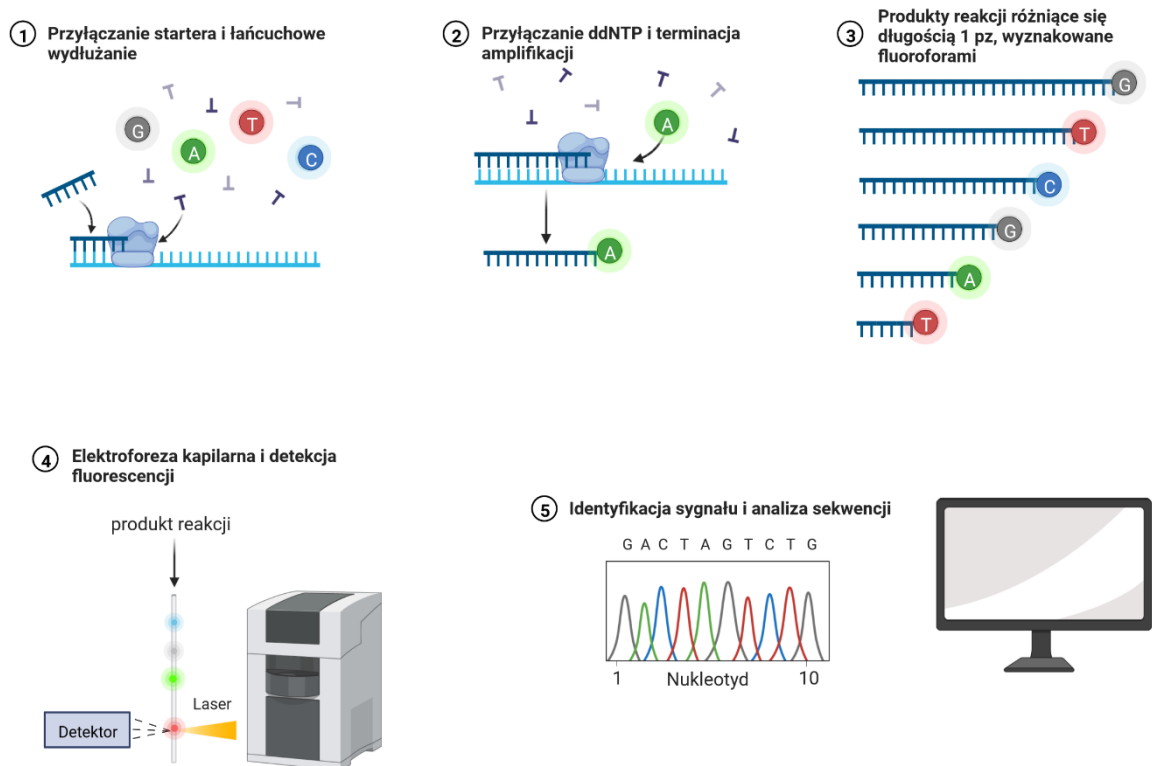 1 Przyłączanie startera i łańcuchowe
wydłużanie
G
A
T
C
2 Przyłączanie ddNTP i terminacja
amplifikacji
A
A
3 Produkty reakcji różniące się
długością 1 pz, wyznakowane
fluoroforami
G
T
C
G
A
T
4 Elektroforeza kapilarna i detekcja
fluorescencji
produkt reakcji
Laser
Detektor
5 Identyfikacja sygnału i analiza sekwencji
G A C T A G T C T G
1 Nukleotyd 10